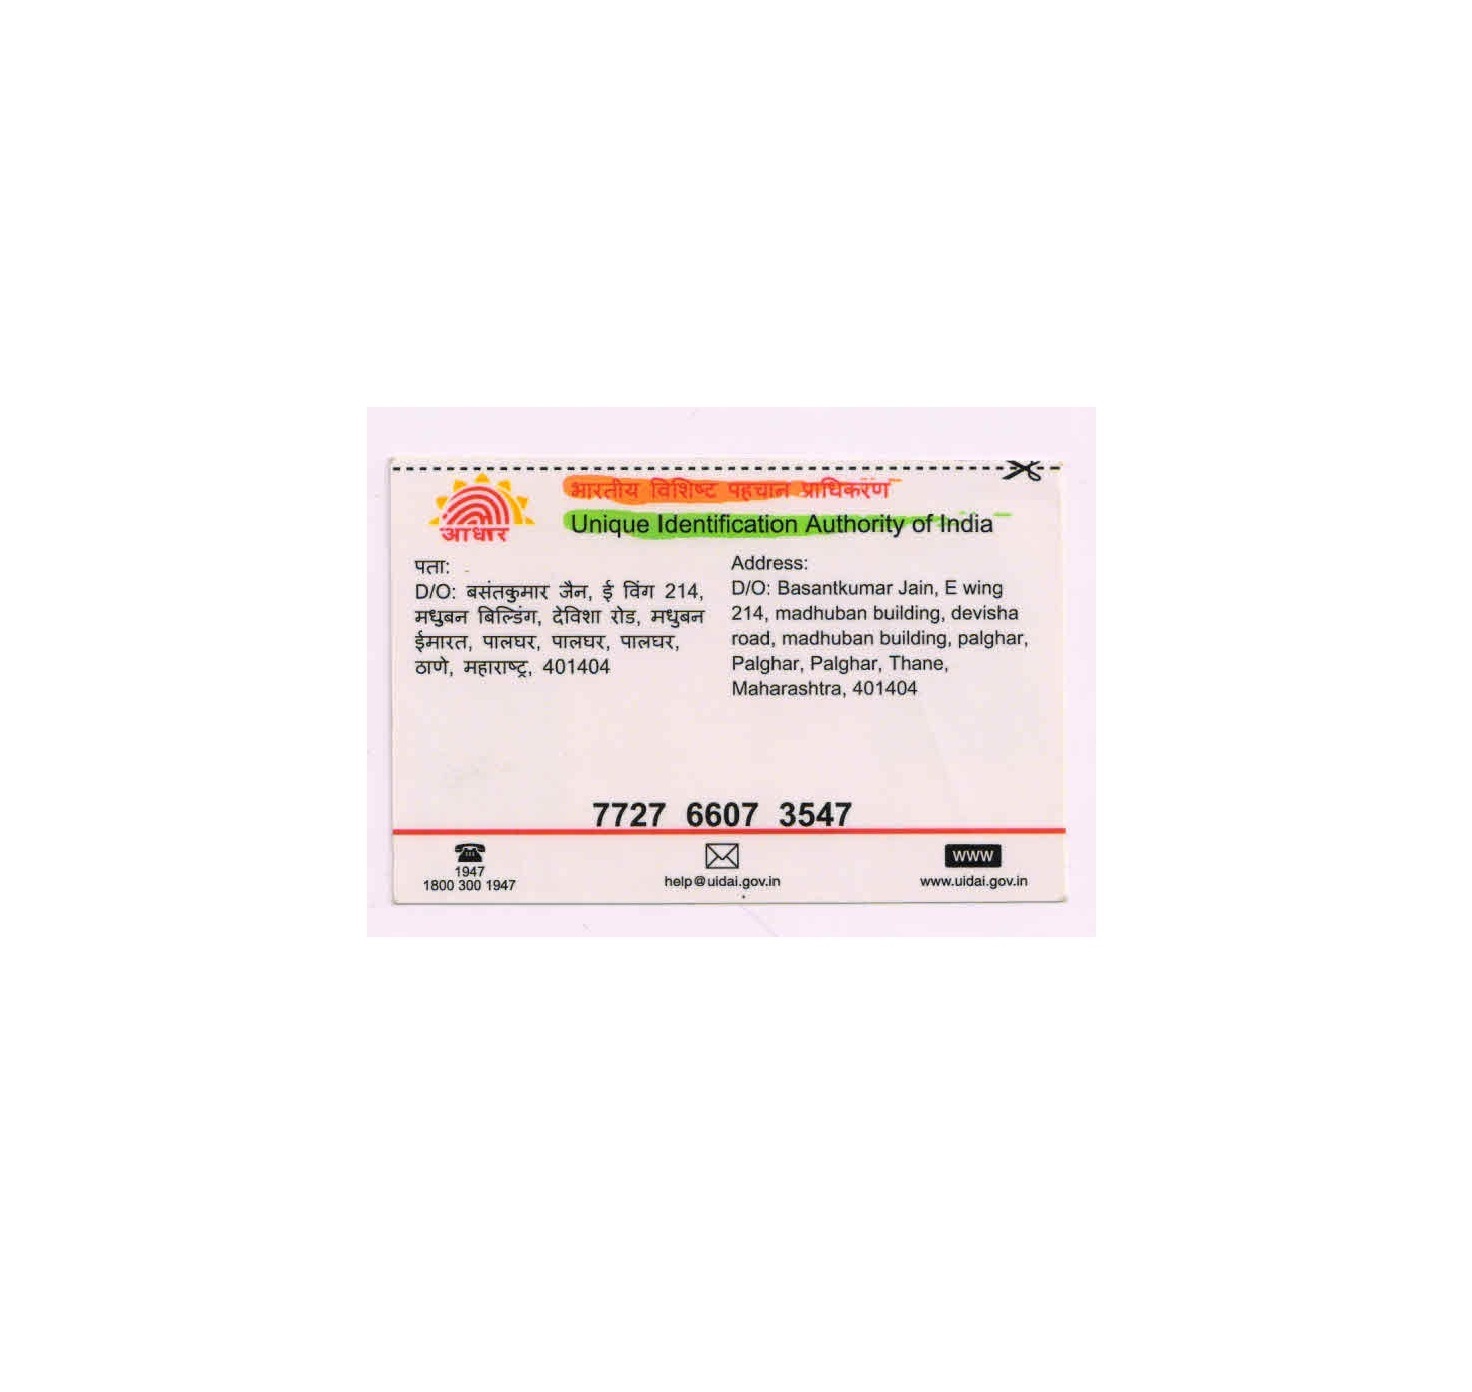 भारतीय विशिष्ट पहचान प्राधिकरण
Unique Identification Authority of India
आधार
पता:
D/O: बसंतकुमार जैन, ई विंग 214,
मधुबन बिल्डिंग, देविशा रोड, मधुबन
ईमारत, पालघर, पालघर, पालघर,
ठाणे, महाराष्ट्र, 401404
Address:
D/O: Basantkumar Jain, E wing
214, madhuban building, devisha
road, madhuban building, palghar,
Palghar, Palghar, Thane,
Maharashtra, 401404
7727 6607 3547
1947
1800 300 1947
help@uidai.gov.in
www
www.uidai.gov.in